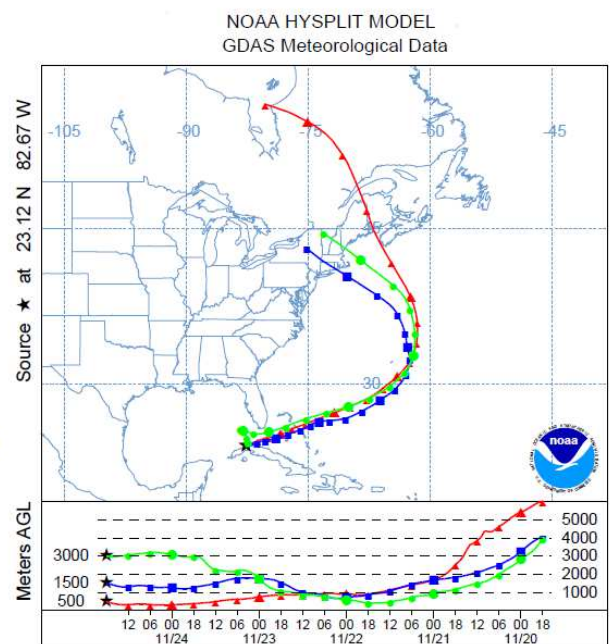 NOAA HYSPLIT MODEL
GDAS Meteorological Data
Source ★ at 23.12 N 82.67 W
-105
-90
-75
-60
-45
45
30
noaa
Meters AGL
3000
1500
500
5000
4000
3000
2000
1000
12 06 00 18 12 06 00 18 12 06 00 18 12 06 00 18 12 06 00 18
11/24 11/23 11/22 11/21 11/20